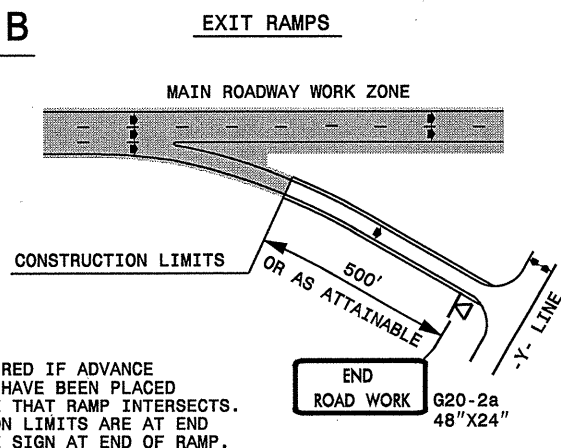 B
EXIT RAMPS
MAIN ROADWAY WORK ZONE
CONSTRUCTION LIMITS
500'
OR AS ATTAINABLE
-Y- LINE
END
ROAD WORK
G20-2a
48"X24"
RED IF ADVANCE
HAVE BEEN PLACED
THAT RAMP INTERSECTS.
ON LIMITS ARE AT END
SIGN AT END OF RAMP.